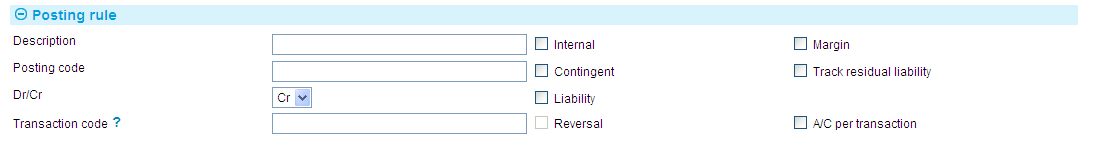 Posting rule
Description Internal Margin
Posting code Contingent Track residual liability
Dr/Cr Cr Liability
Transaction code ? Reversal A/C per transaction